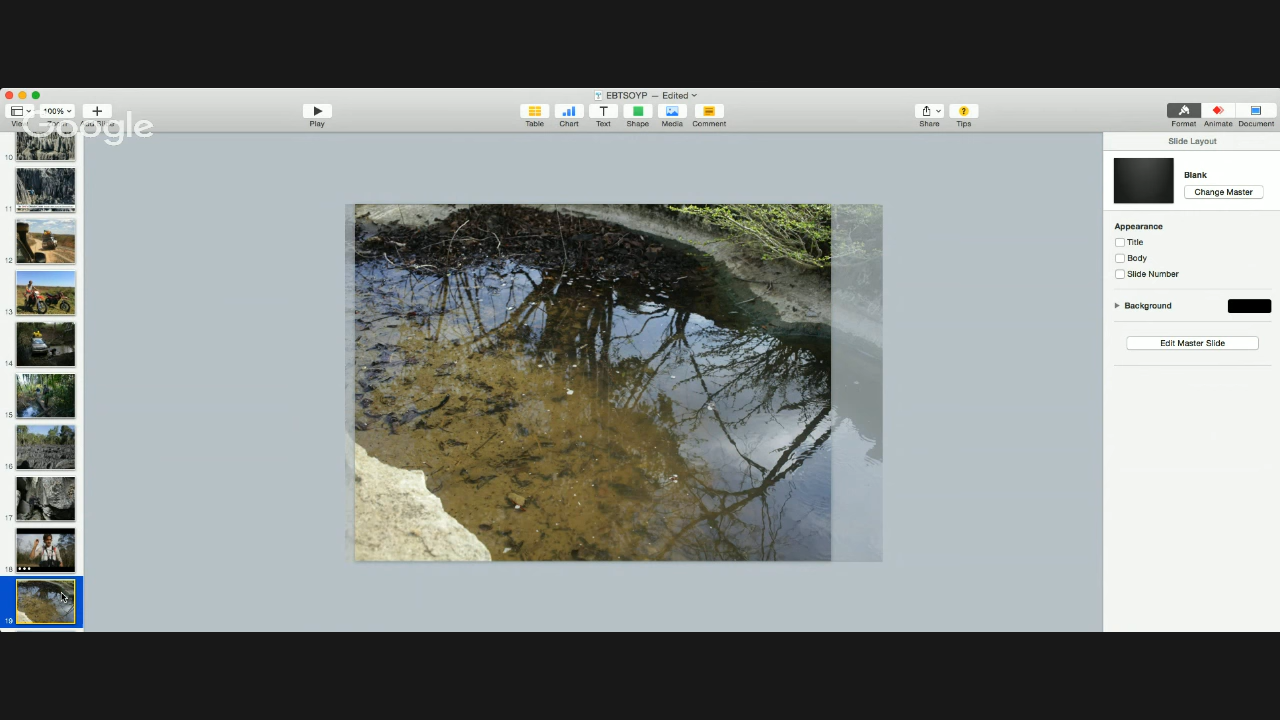 EBTSOYP — Edited
100%
View
Play
Table
Chart
Text
Shape
Media
Comment
Share
Tips
Format
Animate
Document
Google
Slide Layout
Blank
Change Master
Appearance
Title
Body
Slide Number
Background
Edit Master Slide
10
11
12
13
14
15
16
17
18
19